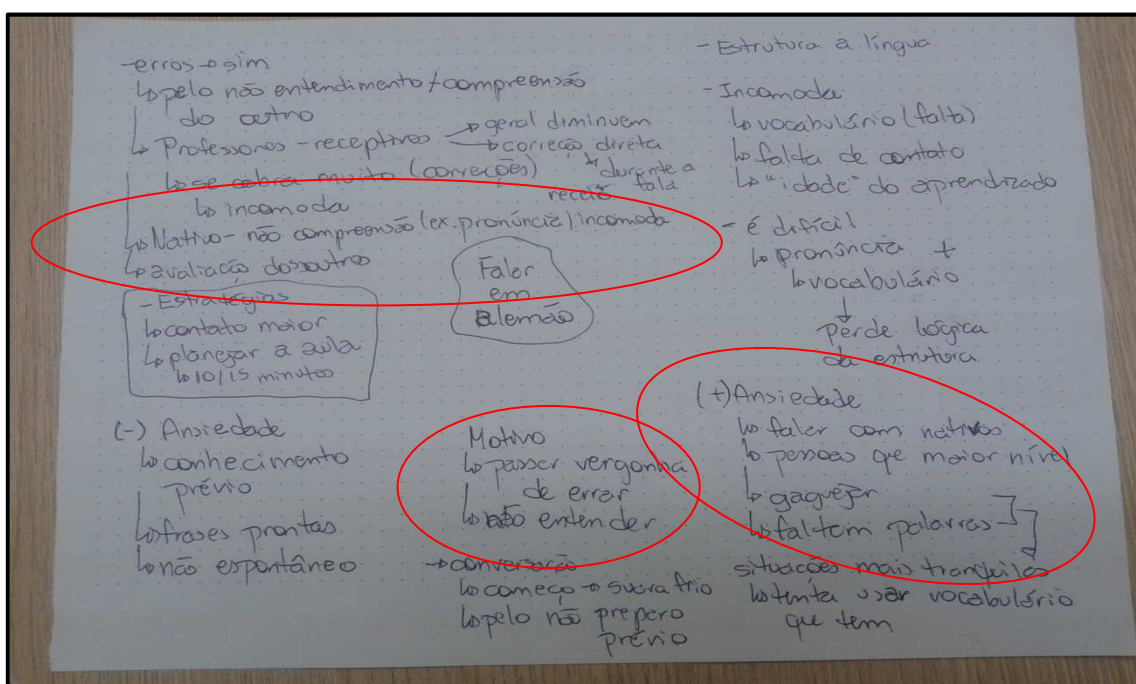 -erros→sim
↳pelo não entendimento/compreensão
do outro
↳ Professores - receptivos → geral diminuem
→ correção direta
↳ durante a
fala
↳se cobra muito (correções)
receio
↳ incomoda
↳Nativo - não compreensão (ex. pronúncia) incomoda
↳avaliação dos outros
- Estratégias
↳contato maior
↳planejar a aula
↳10/15 minutos
Falar
em
alemão
- Estrutura a língua
- Incomoda
↳vocabulário (falta)
↳falta de contato
↳"idade" do aprendizado
- é difícil
↳pronúncia +
↳vocabulário
↓
perde lógica
da estrutura
(-) Ansiedade
↳conhecimento
prévio
↳frases prontas
↳não espontâneo
Motivo
↳passar vergonha
de errar
↳não entender
→conversação
↳começo → suava frio
↳pelo não preparo
prévio
(+) Ansiedade
↳falar com nativos
↳pessoas que maior nível
↳gaguejar
↳faltam palavras
situações mais tranquilas
↳tenta usar vocabulário
que tem